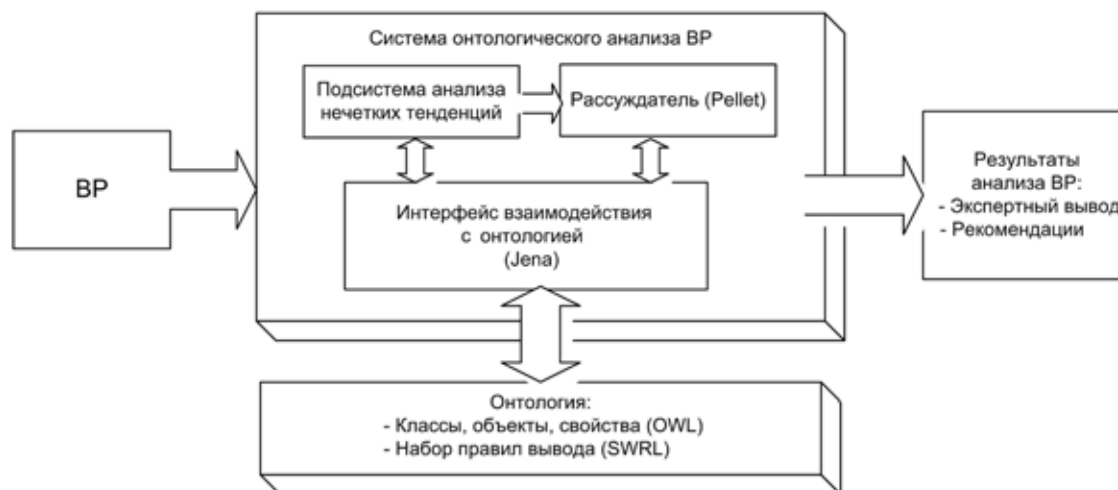 Система онтологического анализа ВР
Подсистема анализа
нечетких тенденций
Рассуждатель (Pellet)
ВР
Интерфейс взаимодействия
с онтологией
(Jena)
Результаты
анализа ВР:
- Экспертный вывод
- Рекомендации
Онтология:
- Классы, объекты, свойства (OWL)
- Набор правил вывода (SWRL)